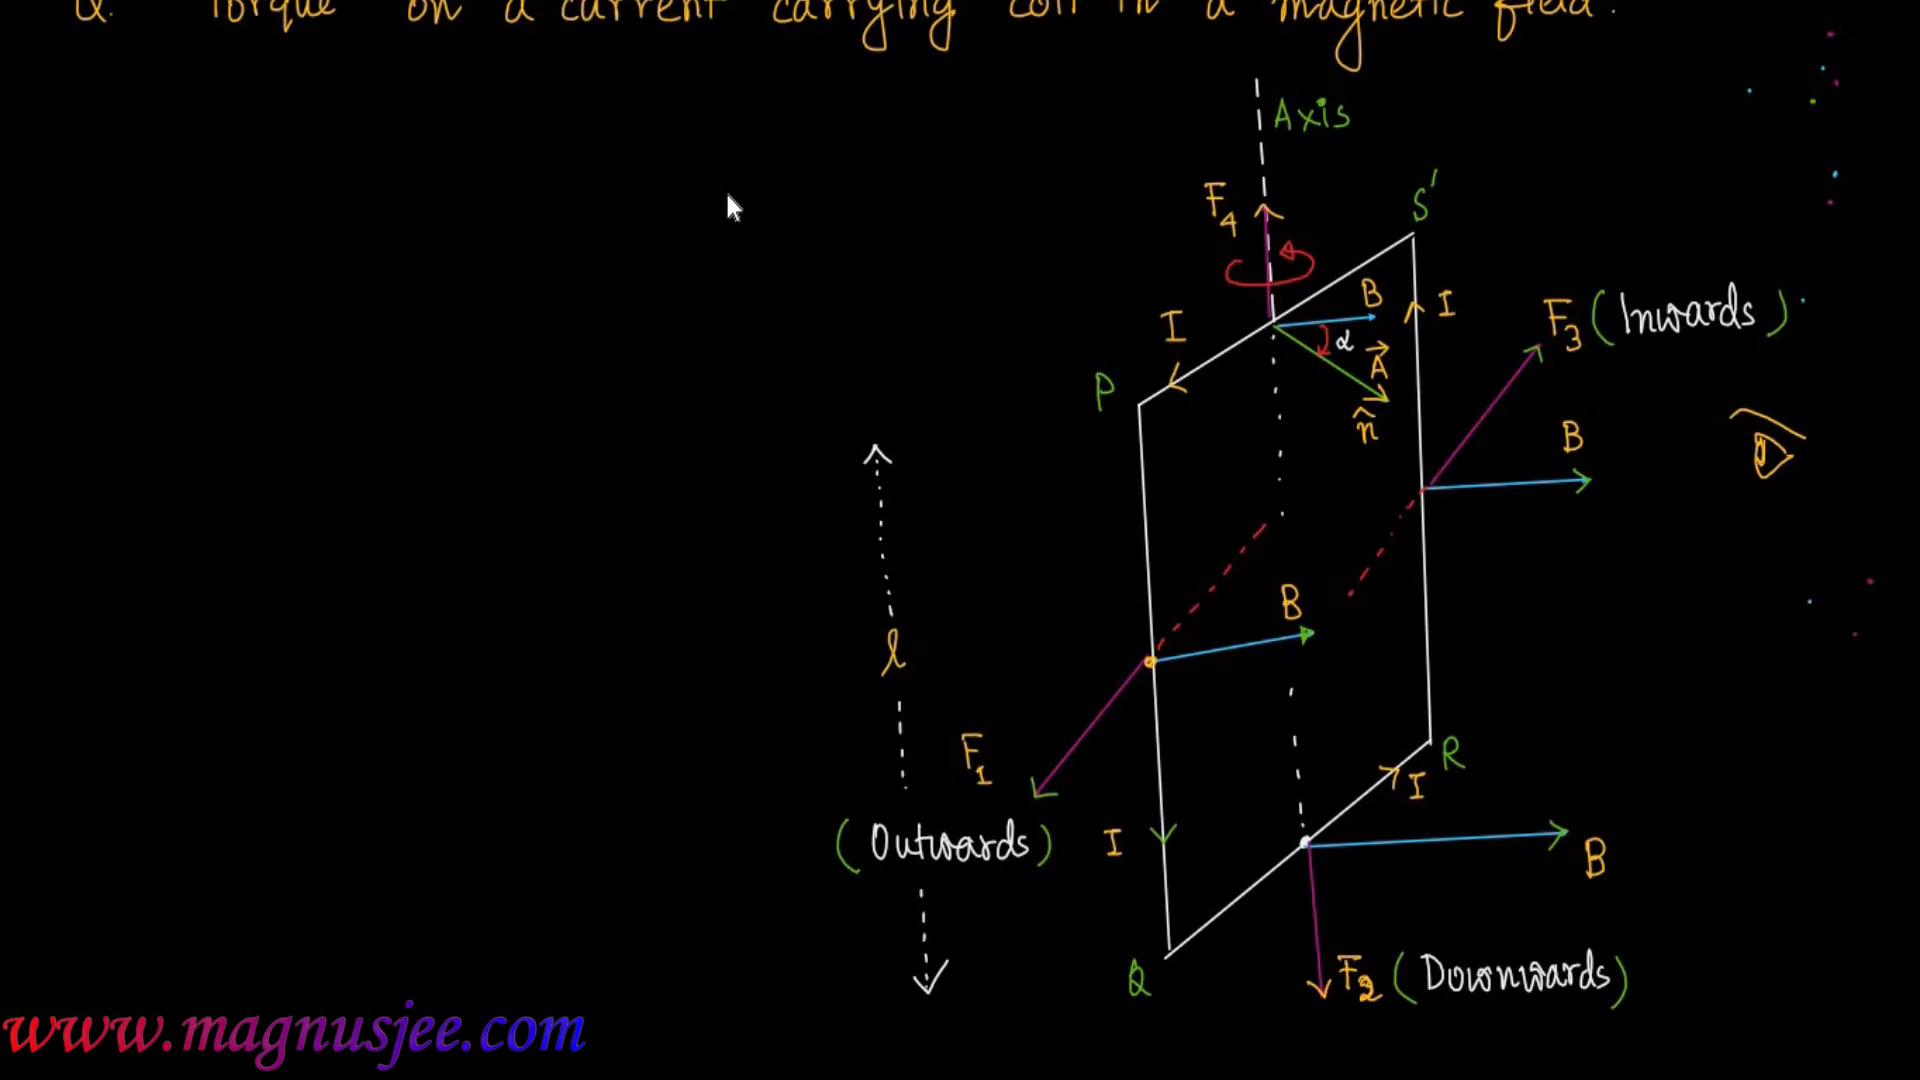 Q. Torque on a current carrying coil in a magnetic field.
Axis
F4
S'
B
I
I
F3 (Inwards)
α
A
P
n̂
B
B
l
F1
R
I
(Outwards)
I
B
Q
F2 (Downwards)
www.magnusjee.com